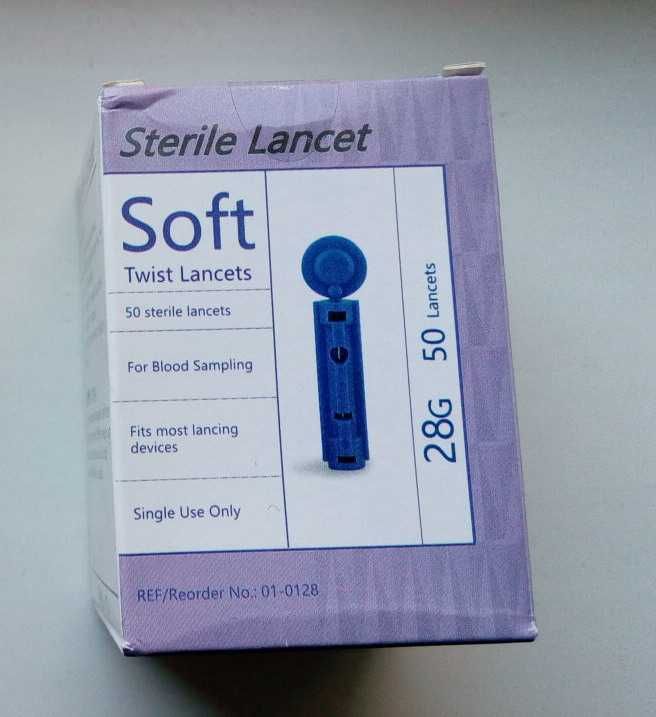 Sterile Lancet
Soft
Twist Lancets
50 sterile lancets
For Blood Sampling
Fits most lancing
devices
Single Use Only
28G 50 Lancets
REF/Reorder No.: 01-0128